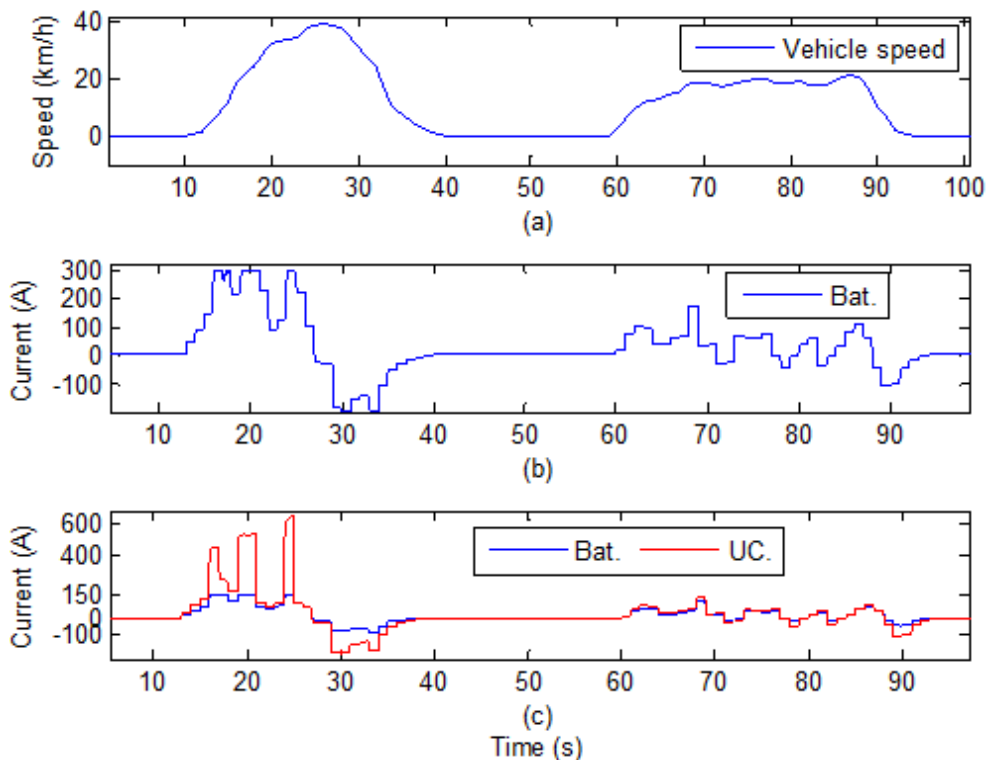 Speed (km/h)
40
20
0
Vehicle speed
10 20 30 40 50 60 70 80 90 100
(a)
Current (A)
300
200
100
0
-100
Bat.
10 20 30 40 50 60 70 80 90
(b)
Current (A)
600
400
150
0
-100
Bat. UC.
10 20 30 40 50 60 70 80 90
(c)
Time (s)